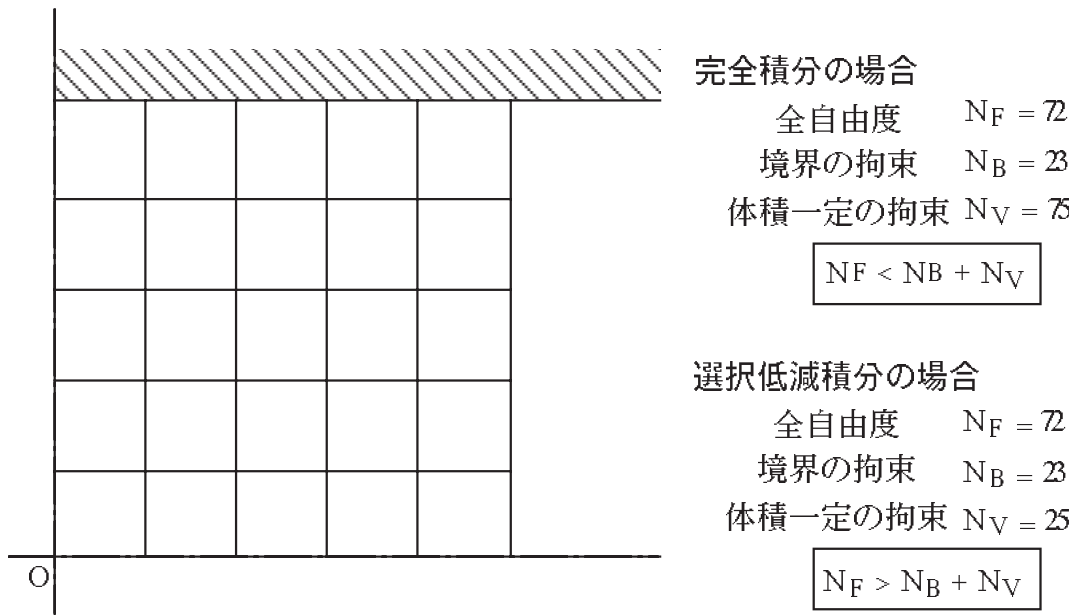 完全積分の場合
全自由度 NF = 72
境界の拘束 NB = 23
体積一定の拘束 NV = 75
NF < NB + NV
選択低減積分の場合
全自由度 NF = 72
境界の拘束 NB = 23
体積一定の拘束 NV = 25
NF > NB + NV
O